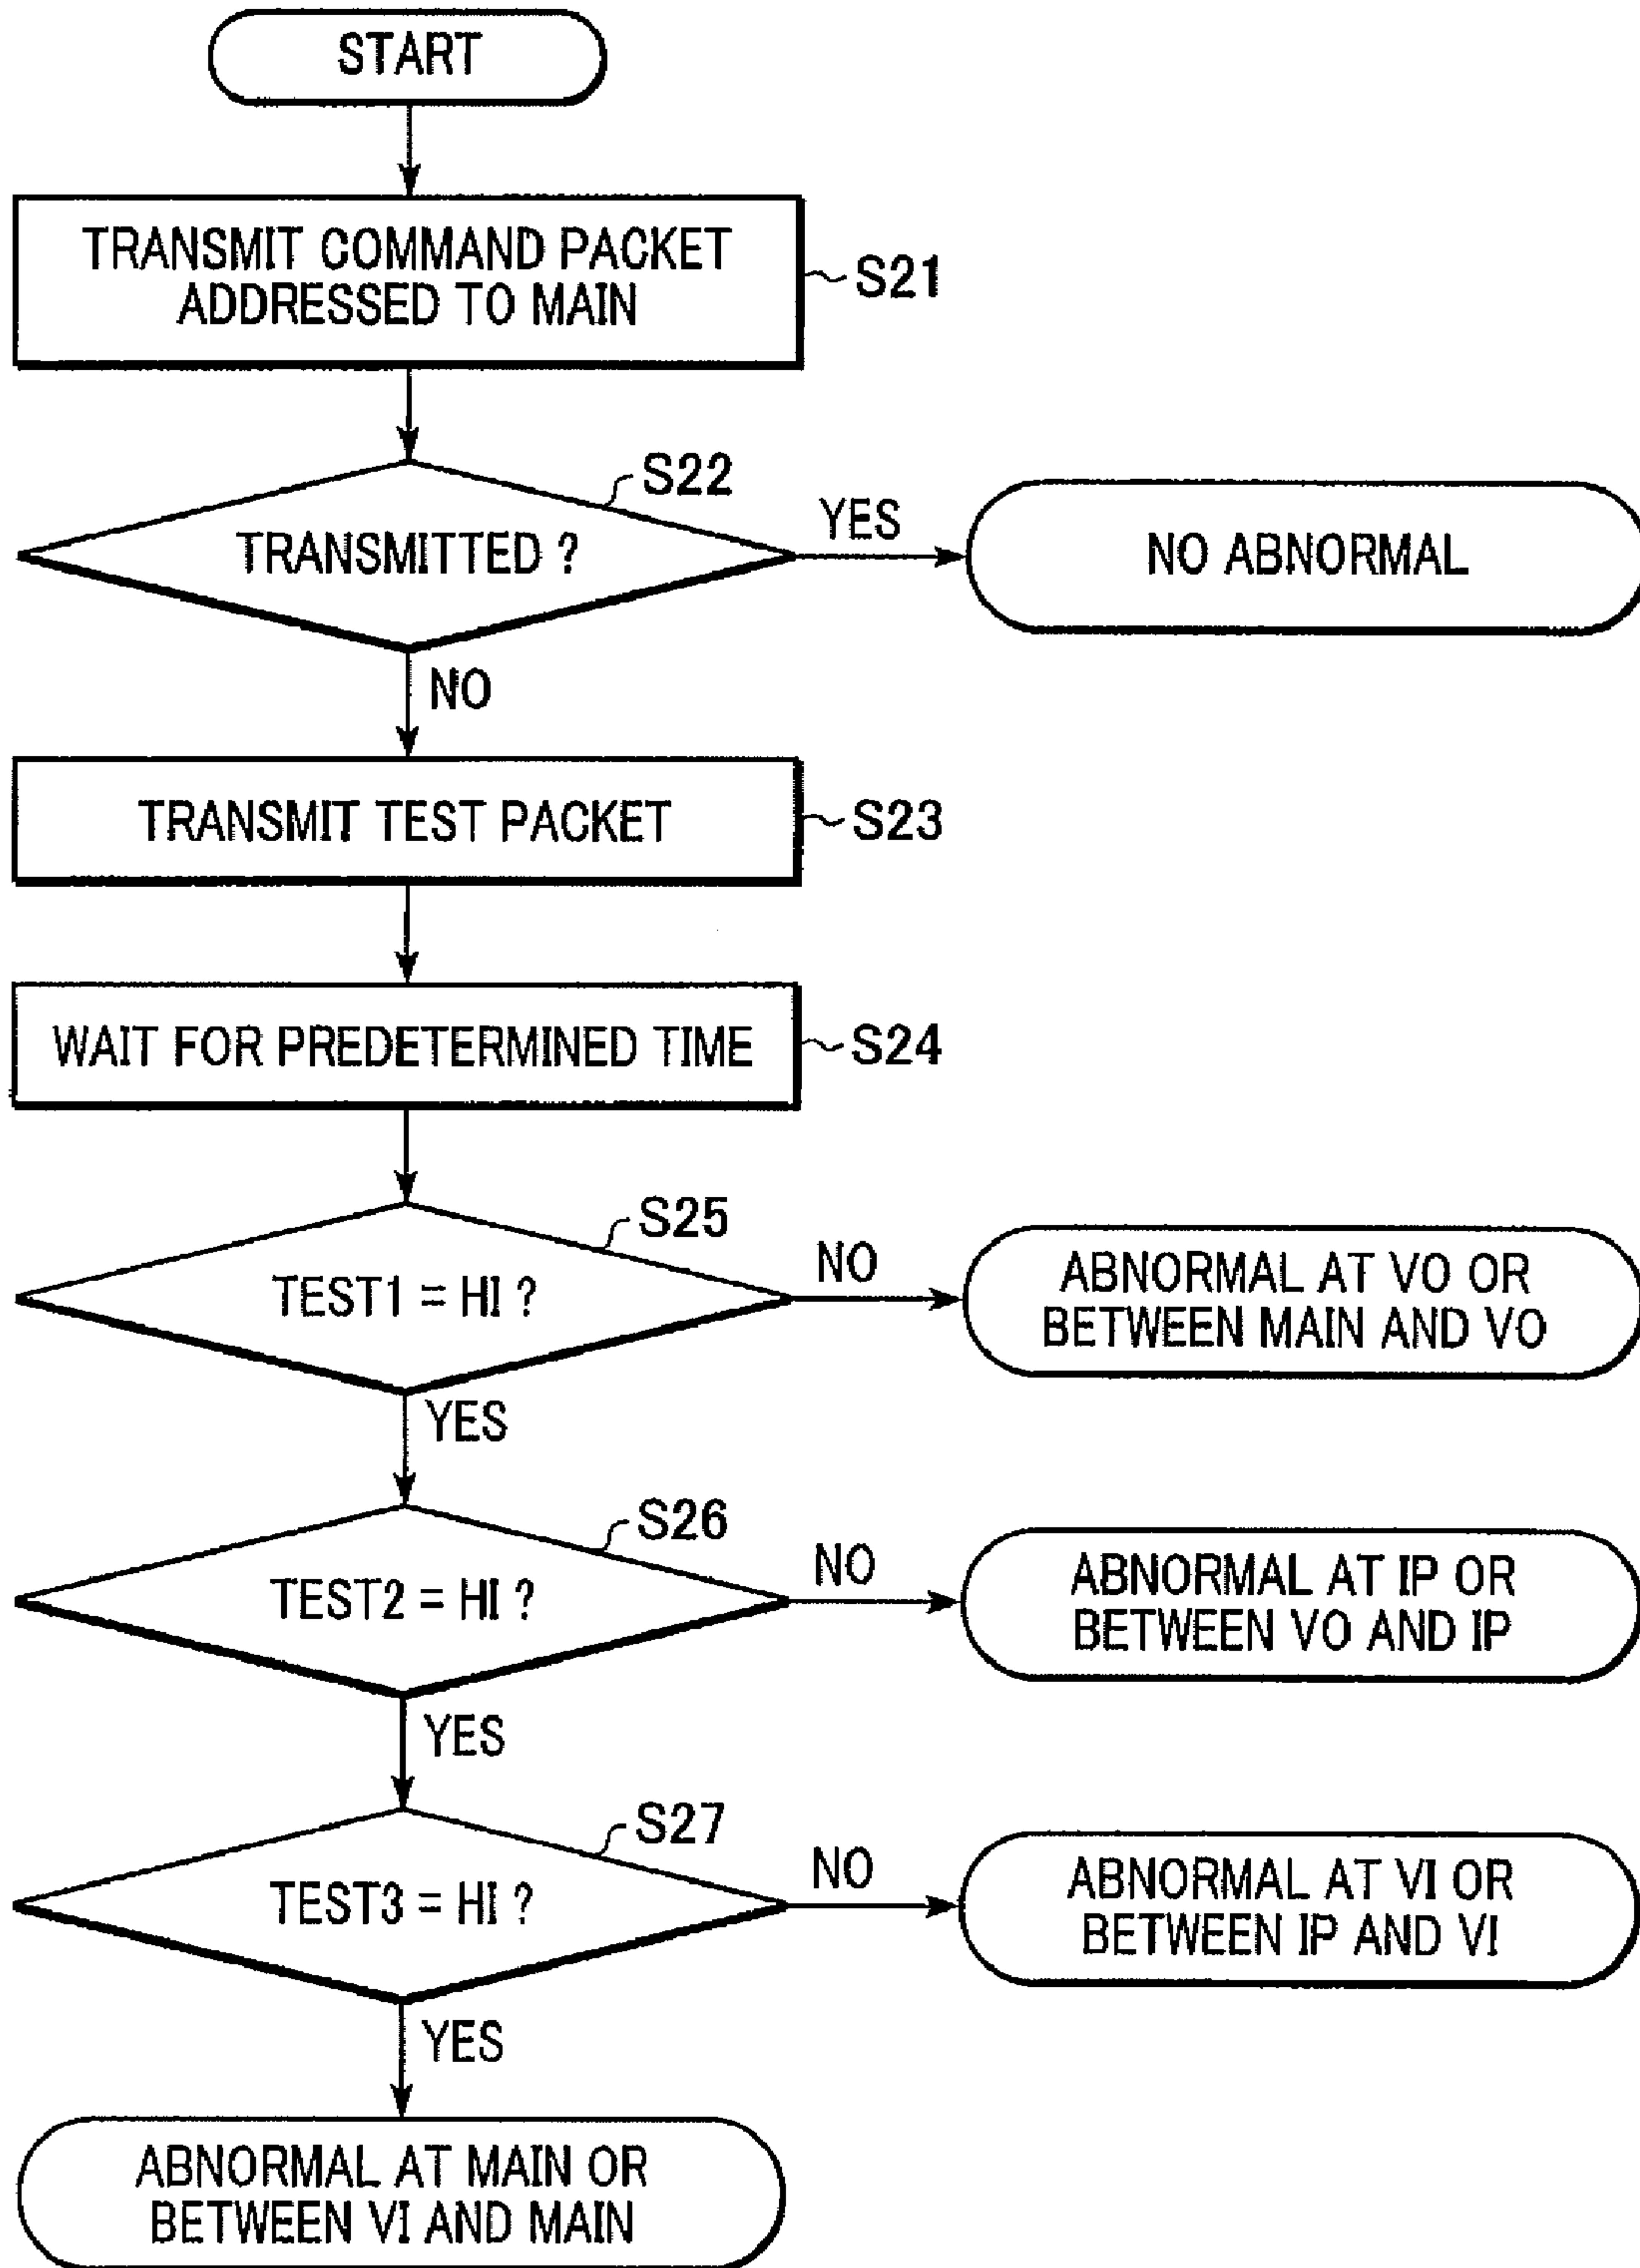 START
TRANSMIT COMMAND PACKET
ADDRESSED TO MAIN
S21
S22
TRANSMITTED ?
YES
NO ABNORMAL
NO
TRANSMIT TEST PACKET
S23
WAIT FOR PREDETERMINED TIME
S24
S25
TEST1 = HI ?
NO
ABNORMAL AT VO OR
BETWEEN MAIN AND VO
YES
S26
TEST2 = HI ?
NO
ABNORMAL AT IP OR
BETWEEN VO AND IP
YES
S27
TEST3 = HI ?
NO
ABNORMAL AT VI OR
BETWEEN IP AND VI
YES
ABNORMAL AT MAIN OR
BETWEEN VI AND MAIN